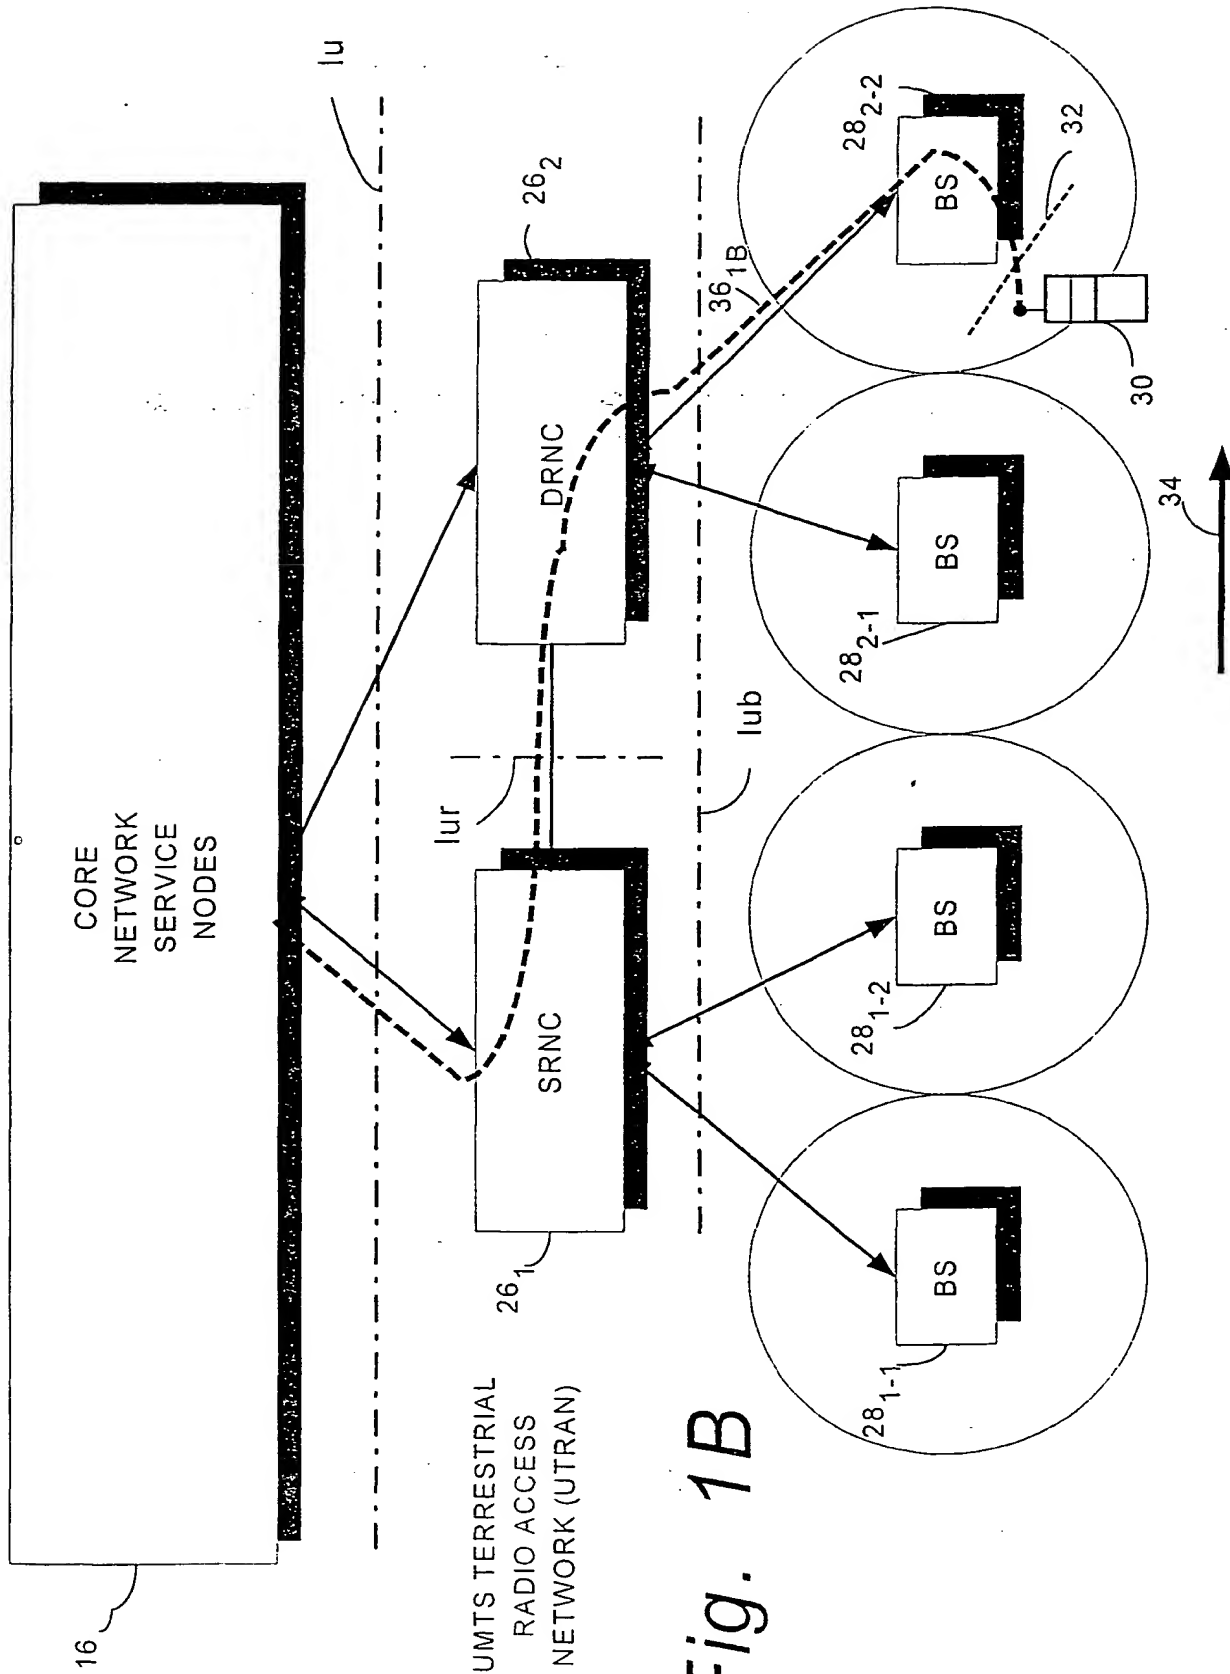 16
CORE
NETWORK
SERVICE
NODES
Iu
UMTS TERRESTRIAL
RADIO ACCESS
NETWORK (UTRAN)
26₁
SRNC
Iur
DRNC
26₂
Iub
36₁B
28₁₋₁
BS
28₁₋₂
BS
28₂₋₁
BS
28₂₋₂
BS
32
30
34
Fig. 1B